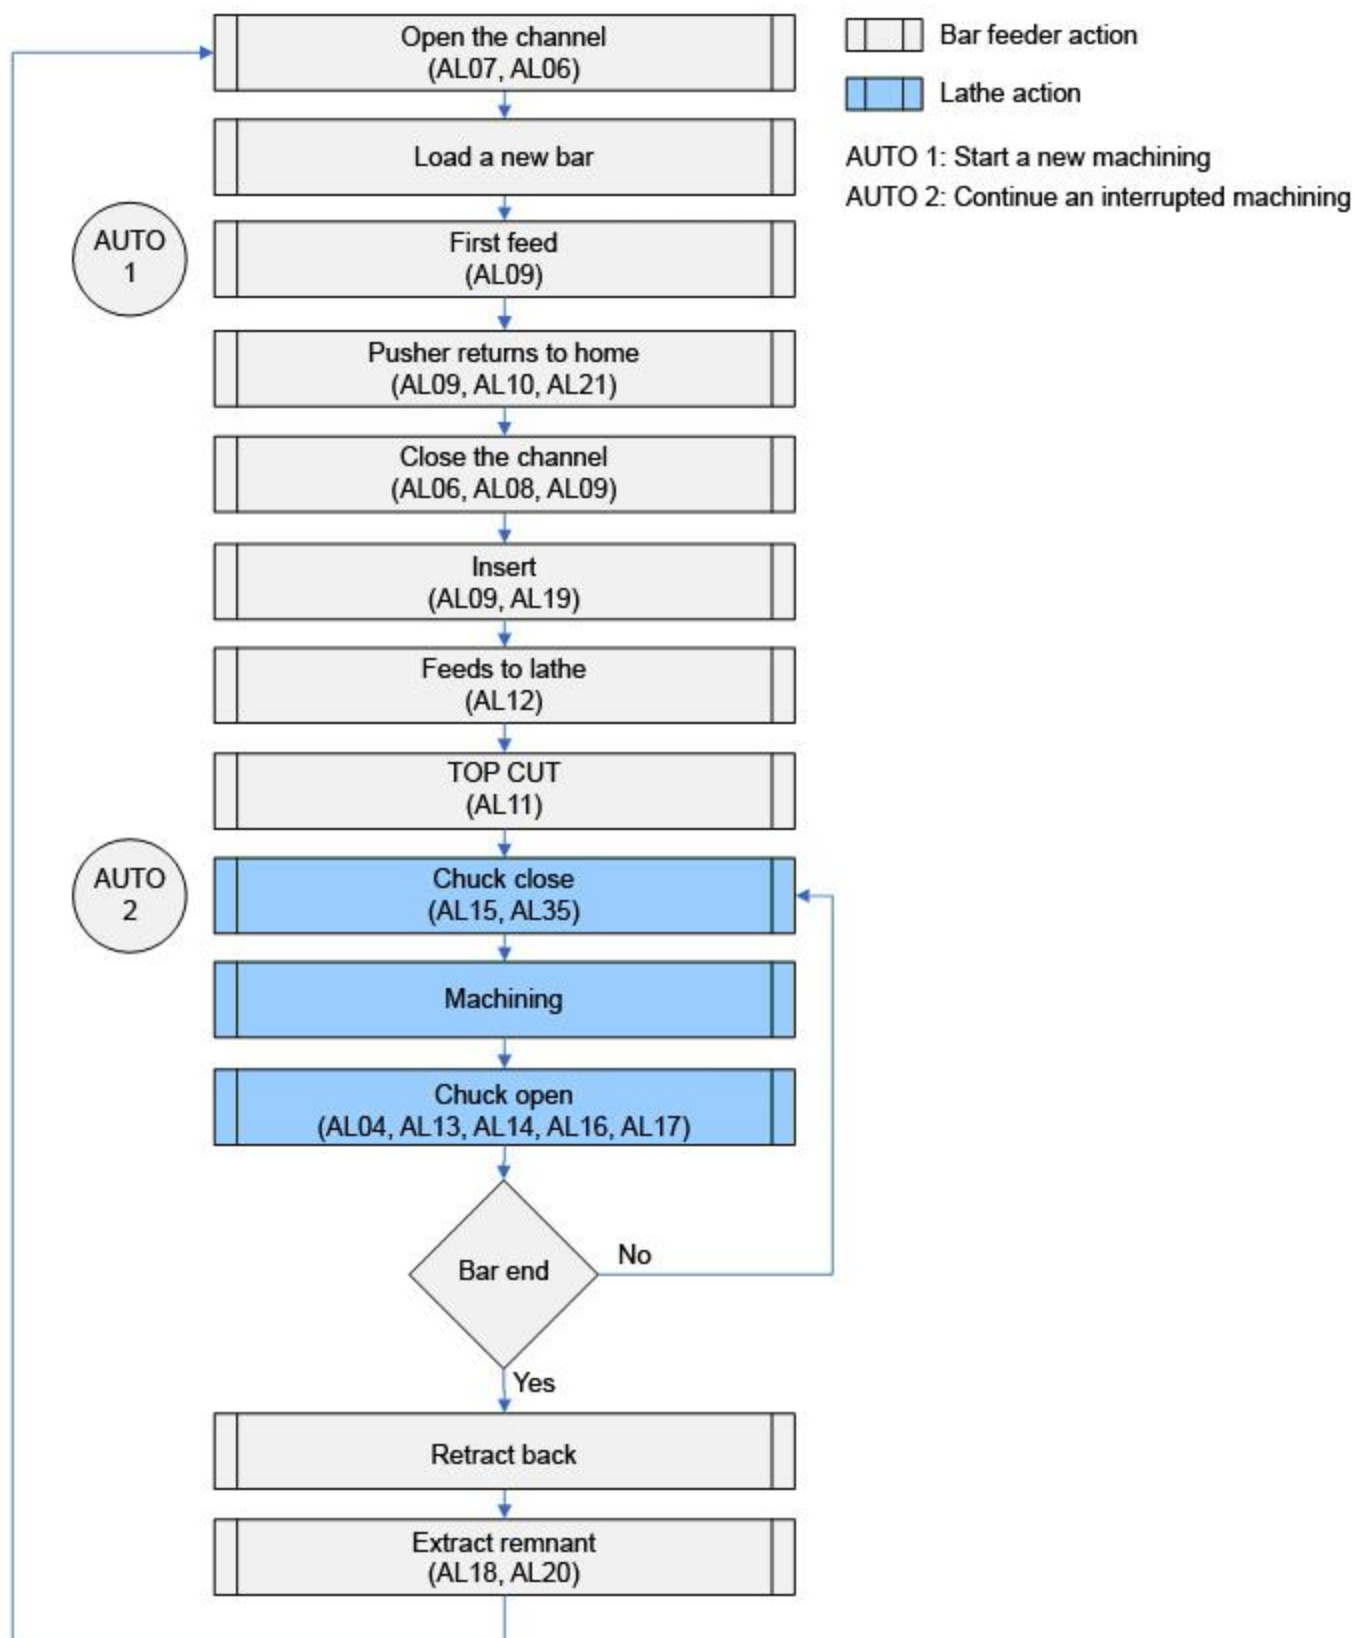 Open the channel
(AL07, AL06)
Bar feeder action
Lathe action
AUTO 1: Start a new machining
AUTO 2: Continue an interrupted machining
Load a new bar
AUTO
1
First feed
(AL09)
Pusher returns to home
(AL09, AL10, AL21)
Close the channel
(AL06, AL08, AL09)
Insert
(AL09, AL19)
Feeds to lathe
(AL12)
TOP CUT
(AL11)
AUTO
2
Chuck close
(AL15, AL35)
Machining
Chuck open
(AL04, AL13, AL14, AL16, AL17)
Bar end
No
Yes
Retract back
Extract remnant
(AL18, AL20)